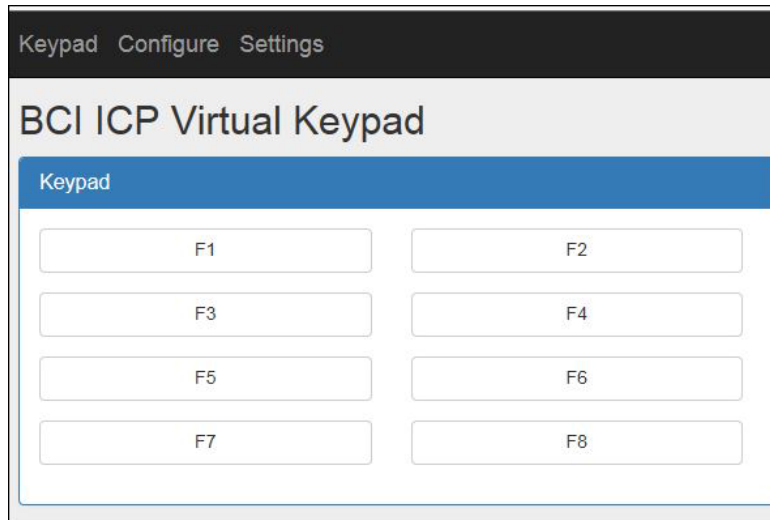 Keypad Configure Settings
BCI ICP Virtual Keypad
Keypad
F1 F2
F3 F4
F5 F6
F7 F8